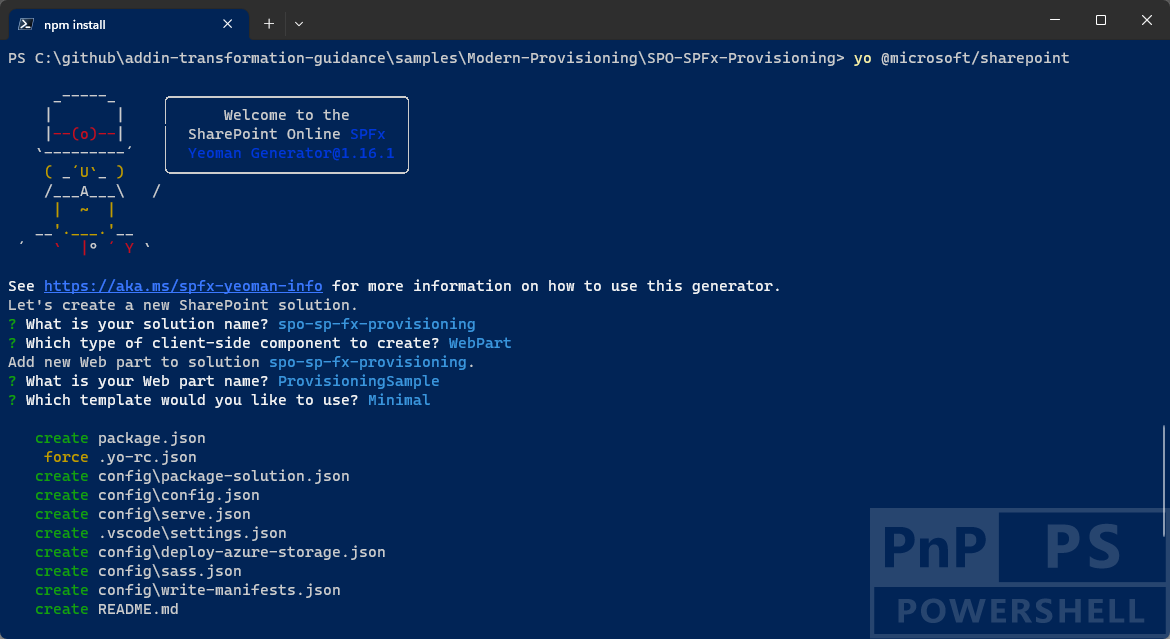 npm install
PS C:\github\addin-transformation-guidance\samples\Modern-Provisioning\SPO-SPFx-Provisioning> yo @microsoft/sharepoint
     _-----_
    |       |
    |--(o)--|
   `---------´
    ( _´U`_ )
    /___A___\   /
     |  ~  |
   __'.___.'__
 ´   `  |° ´ Y `
Welcome to the
SharePoint Online SPFx
Yeoman Generator@1.16.1
See https://aka.ms/spfx-yeoman-info for more information on how to use this generator.
Let's create a new SharePoint solution.
? What is your solution name? spo-sp-fx-provisioning
? Which type of client-side component to create? WebPart
Add new Web part to solution spo-sp-fx-provisioning.
? What is your Web part name? ProvisioningSample
? Which template would you like to use? Minimal
create package.json
force .yo-rc.json
create config\package-solution.json
create config\config.json
create config\serve.json
create .vscode\settings.json
create config\deploy-azure-storage.json
create config\sass.json
create config\write-manifests.json
create README.md
PnP PS
POWERSHELL